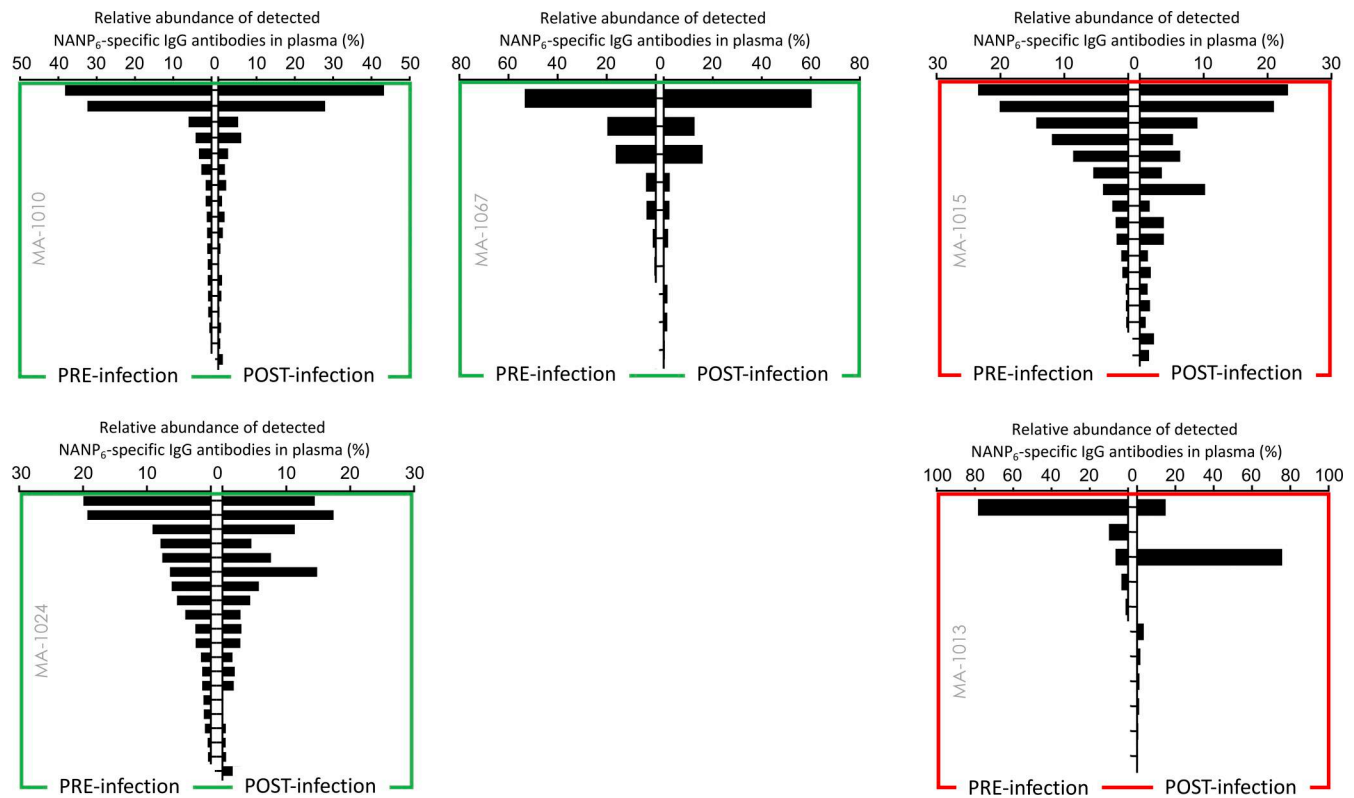 Relative abundance of detected
NANP₆-specific IgG antibodies in plasma (%)
50 40 30 20 10 0 10 20 30 40 50
MA-1010
PRE-infection POST-infection
Relative abundance of detected
NANP₆-specific IgG antibodies in plasma (%)
80 60 40 20 0 20 40 60 80
MA-1067
PRE-infection POST-infection
Relative abundance of detected
NANP₆-specific IgG antibodies in plasma (%)
30 20 10 0 10 20 30
MA-1015
PRE-infection POST-infection
Relative abundance of detected
NANP₆-specific IgG antibodies in plasma (%)
30 20 10 0 10 20 30
MA-1024
PRE-infection POST-infection
Relative abundance of detected
NANP₆-specific IgG antibodies in plasma (%)
100 80 60 40 20 0 20 40 60 80 100
MA-1013
PRE-infection POST-infection